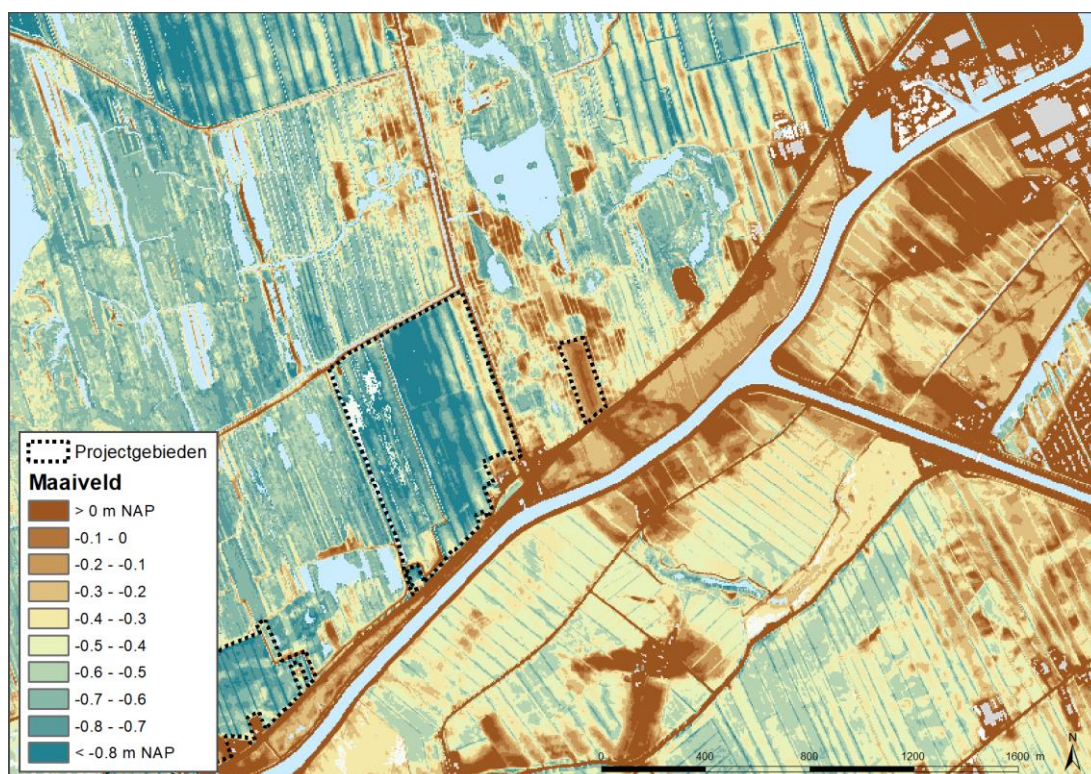 Projectgebieden
Maaiveld
> 0 m NAP
-0.1 - 0
-0.2 - -0.1
-0.3 - -0.2
-0.4 - -0.3
-0.5 - -0.4
-0.6 - -0.5
-0.7 - -0.6
-0.8 - -0.7
< -0.8 m NAP
N
0 400 800 1200 1600 m